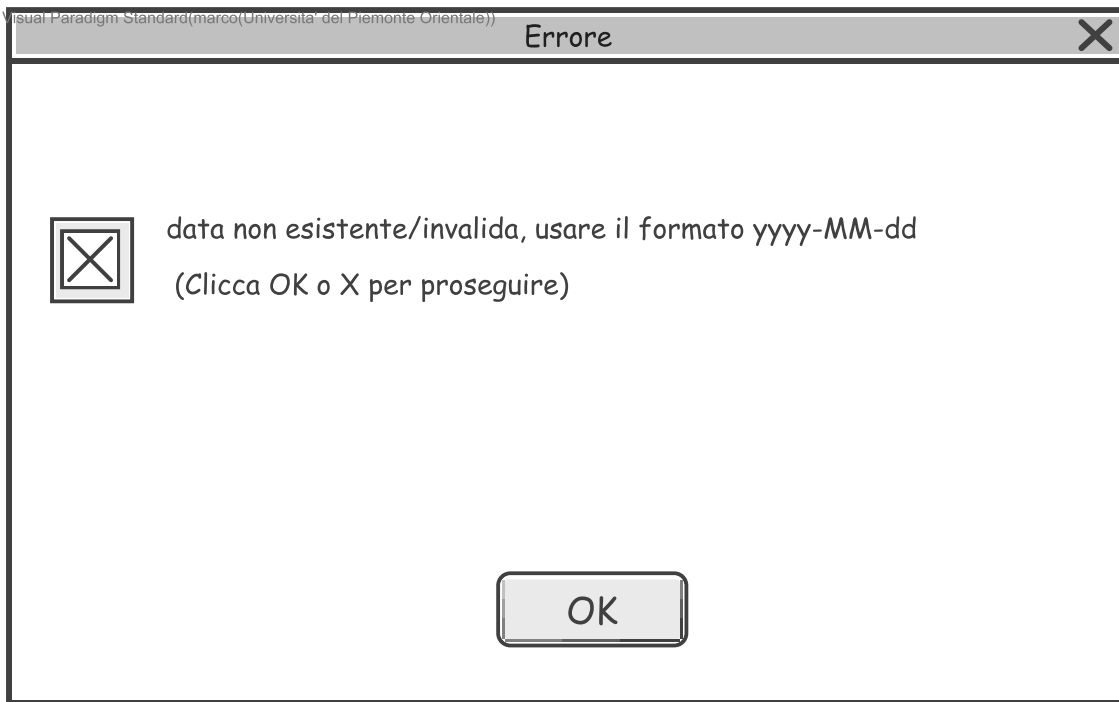 Visual Paradigm Standard(marco(Universita' del Piemonte Orientale))
Errore
data non esistente/invalida, usare il formato yyyy-MM-dd
(Clicca OK o X per proseguire)
OK